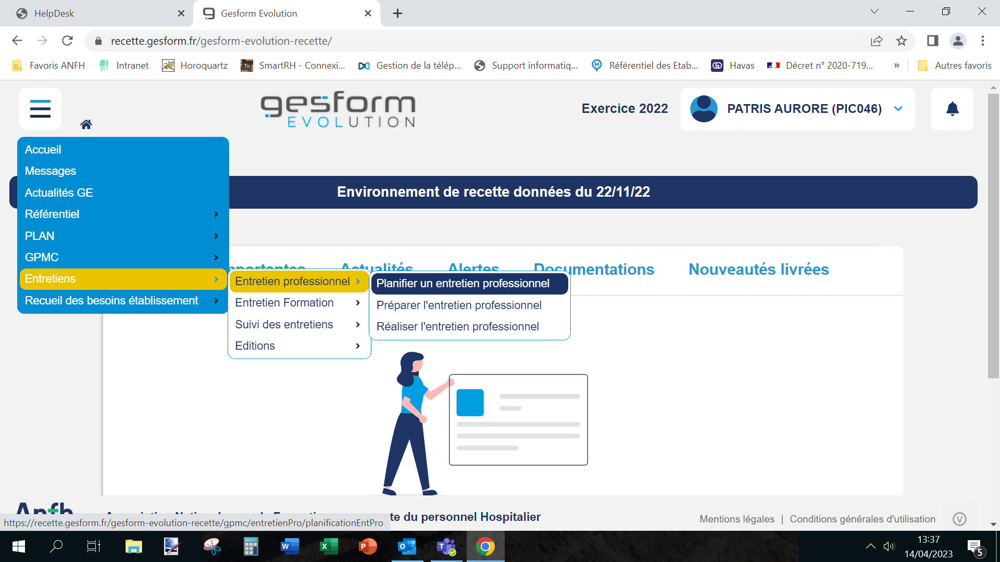 HelpDesk
Gesform Evolution
recette.gesform.fr/gesform-evolution-recette/
Favoris ANFH
Intranet
Horoquartz
SmartRH - Connexi...
Gestion de la télép...
Support informatiq...
Référentiel des Etab...
Havas
Décret n° 2020-719...
»
Autres favoris
gesform
EVOLUTION
Exercice 2022
PATRIS AURORE (PIC046)
Accueil
Messages
Actualités GE
Référentiel
PLAN
GPMC
Entretiens
Recueil des besoins établissement
Environnement de recette données du 22/11/22
Actualités
Alertes
Documentations
Nouveautés livrées
Entretien professionnel
Entretien Formation
Suivi des entretiens
Editions
Planifier un entretien professionnel
Préparer l'entretien professionnel
Réaliser l'entretien professionnel
Anfh
te du personnel Hospitalier
Mentions légales | Conditions générales d'utilisation
V
https://recette.gesform.fr/gesform-evolution-recette/gpmc/entretienPro/planificationEntPro
13:37
14/04/2023
5